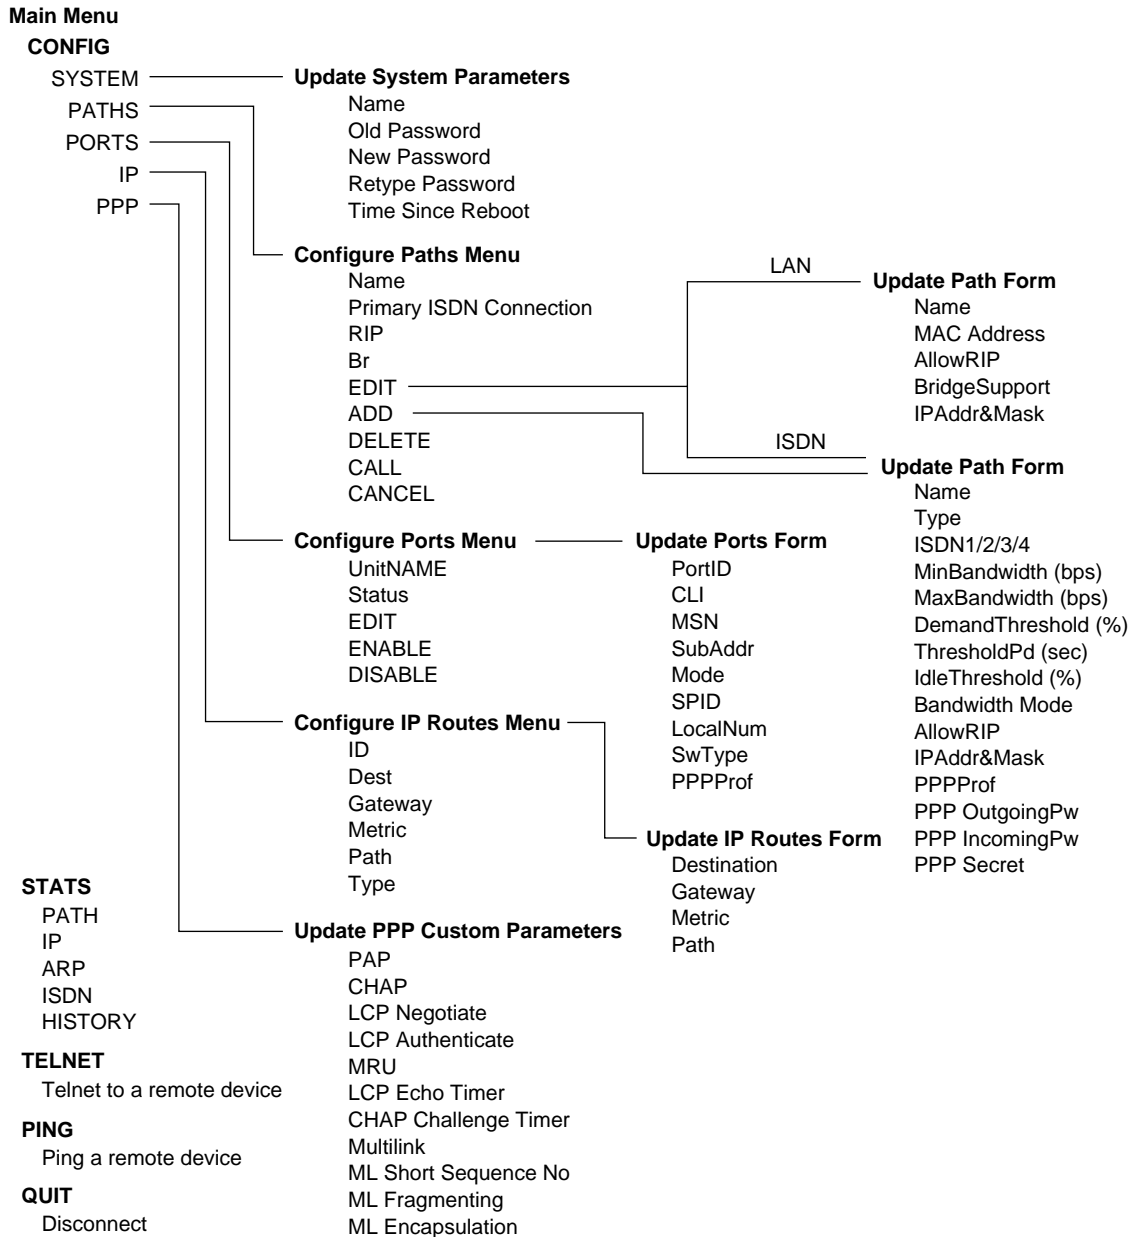 Main Menu
CONFIG
SYSTEM
PATHS
PORTS
IP
PPP
Update System Parameters
Name
Old Password
New Password
Retype Password
Time Since Reboot
Configure Paths Menu
Name
Primary ISDN Connection
RIP
Br
EDIT
ADD
DELETE
CALL
CANCEL
LAN
Update Path Form
Name
MAC Address
AllowRIP
BridgeSupport
IPAddr&Mask
ISDN
Update Path Form
Name
Type
ISDN1/2/3/4
MinBandwidth (bps)
MaxBandwidth (bps)
DemandThreshold (%)
ThresholdPd (sec)
IdleThreshold (%)
Bandwidth Mode
AllowRIP
IPAddr&Mask
PPPProf
PPP OutgoingPw
PPP IncomingPw
PPP Secret
Configure Ports Menu
UnitNAME
Status
EDIT
ENABLE
DISABLE
Update Ports Form
PortID
CLI
MSN
SubAddr
Mode
SPID
LocalNum
SwType
PPPProf
Configure IP Routes Menu
ID
Dest
Gateway
Metric
Path
Type
Update IP Routes Form
Destination
Gateway
Metric
Path
Update PPP Custom Parameters
PAP
CHAP
LCP Negotiate
LCP Authenticate
MRU
LCP Echo Timer
CHAP Challenge Timer
Multilink
ML Short Sequence No
ML Fragmenting
ML Encapsulation
STATS
PATH
IP
ARP
ISDN
HISTORY
TELNET
Telnet to a remote device
PING
Ping a remote device
QUIT
Disconnect